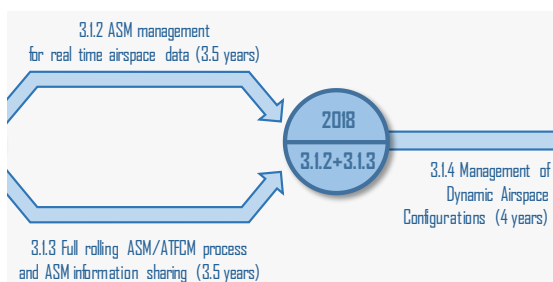 3.1.2 ASM management
for real time airspace data (3.5 years)
2018
3.1.2+3.1.3
3.1.4 Management of
Dynamic Airspace
Configurations (4 years)
3.1.3 Full rolling ASM/ATFCM process
and ASM information sharing (3.5 years)